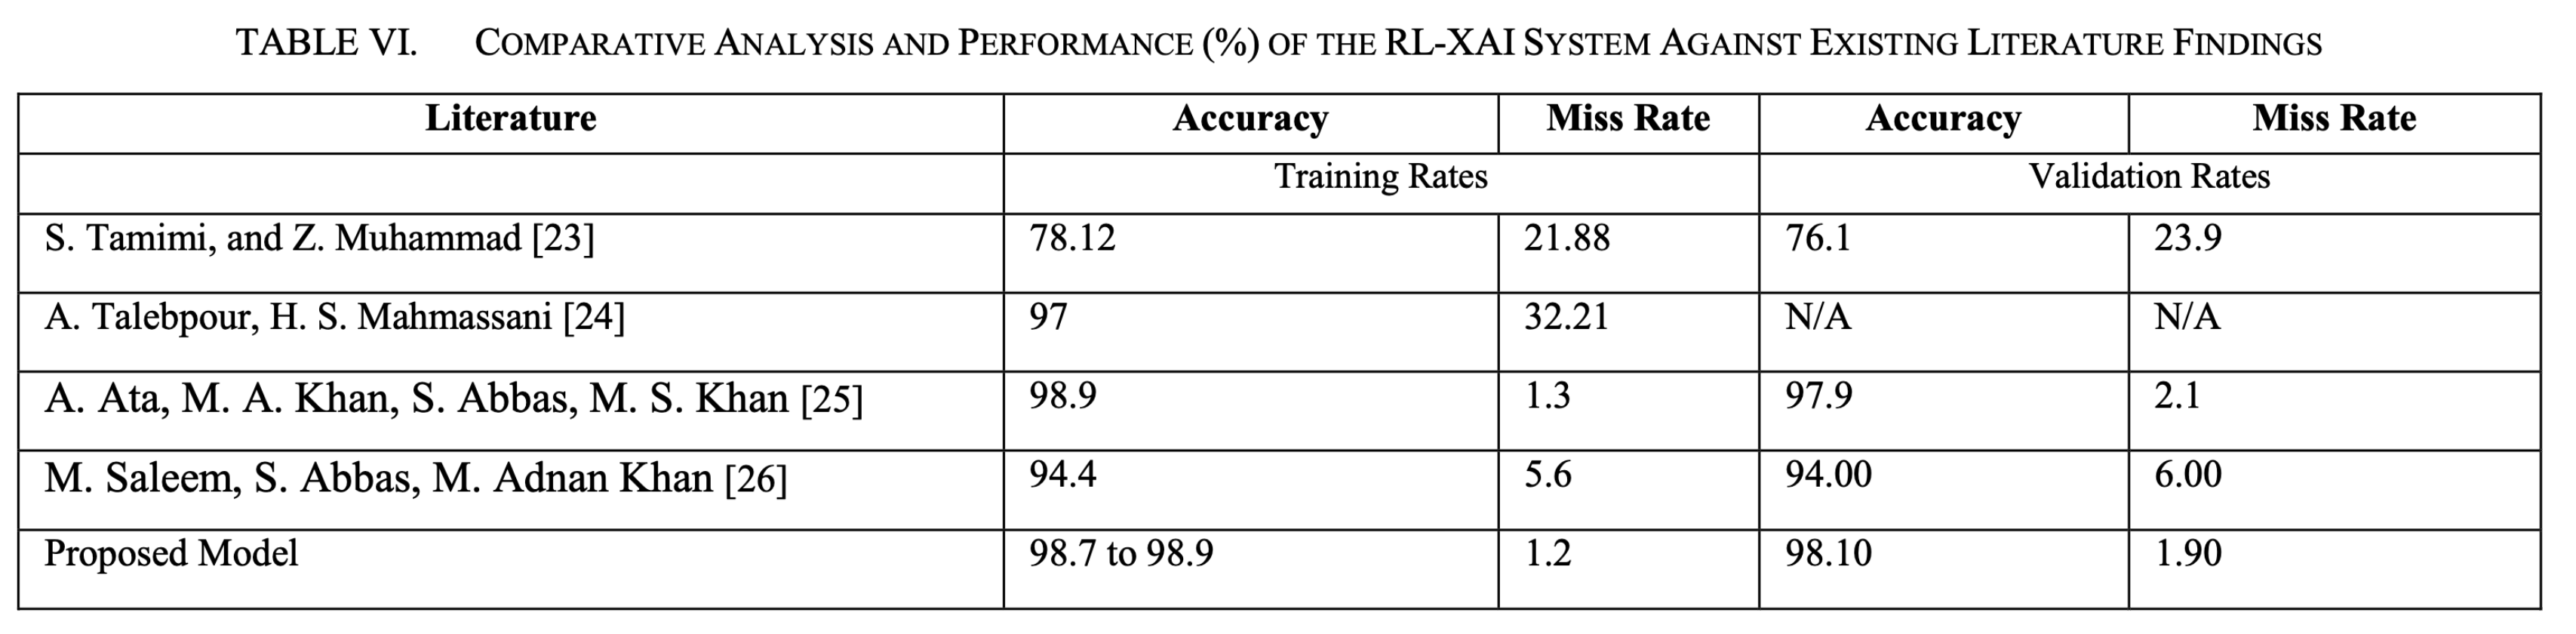 TABLE VI. COMPARATIVE ANALYSIS AND PERFORMANCE (%) OF THE RL-XAI SYSTEM AGAINST EXISTING LITERATURE FINDINGS
Literature Accuracy Miss Rate Accuracy Miss Rate
Training Rates Validation Rates
S. Tamimi, and Z. Muhammad [23] 78.12 21.88 76.1 23.9
A. Talebpour, H. S. Mahmassani [24] 97 32.21 N/A N/A
A. Ata, M. A. Khan, S. Abbas, M. S. Khan [25] 98.9 1.3 97.9 2.1
M. Saleem, S. Abbas, M. Adnan Khan [26] 94.4 5.6 94.00 6.00
Proposed Model 98.7 to 98.9 1.2 98.10 1.90